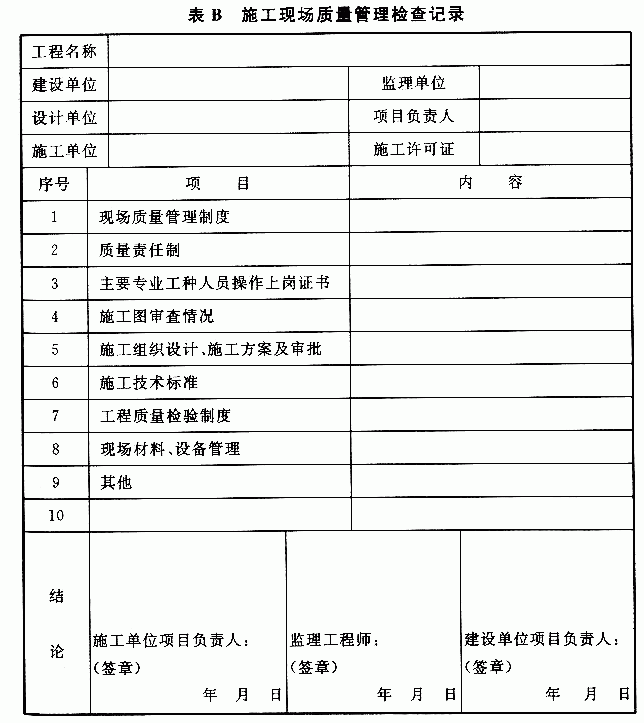 表 B 施工现场质量管理检查记录
工程名称
建设单位 监理单位
设计单位 项目负责人
施工单位 施工许可证
序号 项 目 内 容
1 现场质量管理制度
2 质量责任制
3 主要专业工种人员操作上岗证书
4 施工图审查情况
5 施工组织设计、施工方案及审批
6 施工技术标准
7 工程质量检验制度
8 现场材料、设备管理
9 其他
10
结论
施工单位项目负责人：
（签章）
年 月 日
监理工程师：
（签章）
年 月 日
建设单位项目负责人：
（签章）
年 月 日